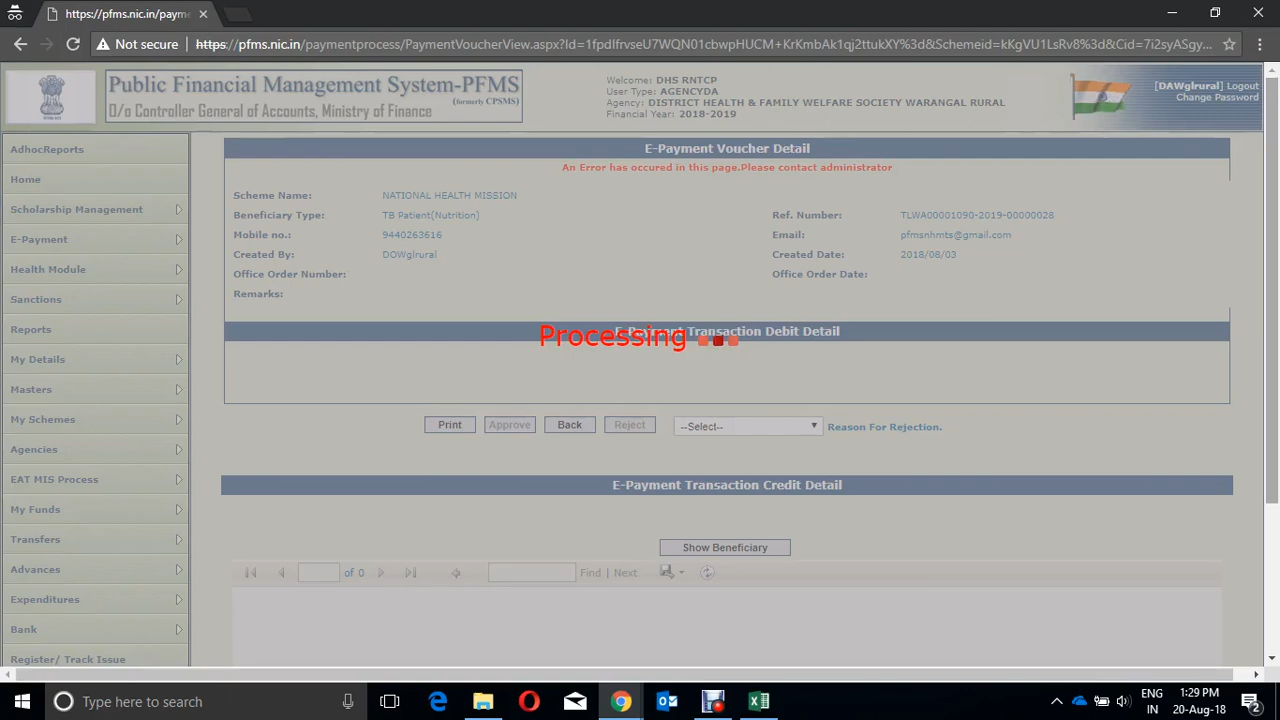 https://pfms.nic.in/payme
Not secure | https://pfms.nic.in/paymentprocess/PaymentVoucherView.aspx?Id=1fpdIfrvseU7WQN01cbwpHUCM+KrKmbAk1qj2ttukXY%3d&Schemeid=kKgVU1LsRv8%3d&Cid=7i2syASgy...
Public Financial Management System-PFMS
(formerly CPSMS)
O/o Controller General of Accounts, Ministry of Finance
Welcome: DHS RNTCP
User Type: AGENCYDA
Agency: DISTRICT HEALTH & FAMILY WELFARE SOCIETY WARANGAL RURAL
Financial Year: 2018-2019
[DAWglrural] Logout
Change Password
AdhocReports
Home
Scholarship Management
E-Payment
Health Module
Sanctions
Reports
My Details
Masters
My Schemes
Agencies
EAT MIS Process
My Funds
Transfers
Advances
Expenditures
Bank
Register/ Track Issue
E-Payment Voucher Detail
An Error has occured in this page.Please contact administrator
Scheme Name: NATIONAL HEALTH MISSION
Beneficiary Type: TB Patient(Nutrition) Ref. Number: TLWA00001090-2019-00000028
Mobile no.: 9440263616 Email: pfmsnhmts@gmail.com
Created By: DOWglrural Created Date: 2018/08/03
Office Order Number: Office Order Date:
Remarks:
E-Payment Transaction Debit Detail
Processing
Print Approve Back Reject --Select-- Reason For Rejection.
E-Payment Transaction Credit Detail
Show Beneficiary
of 0 Find | Next
Type here to search
ENG
IN
1:29 PM
20-Aug-18
2